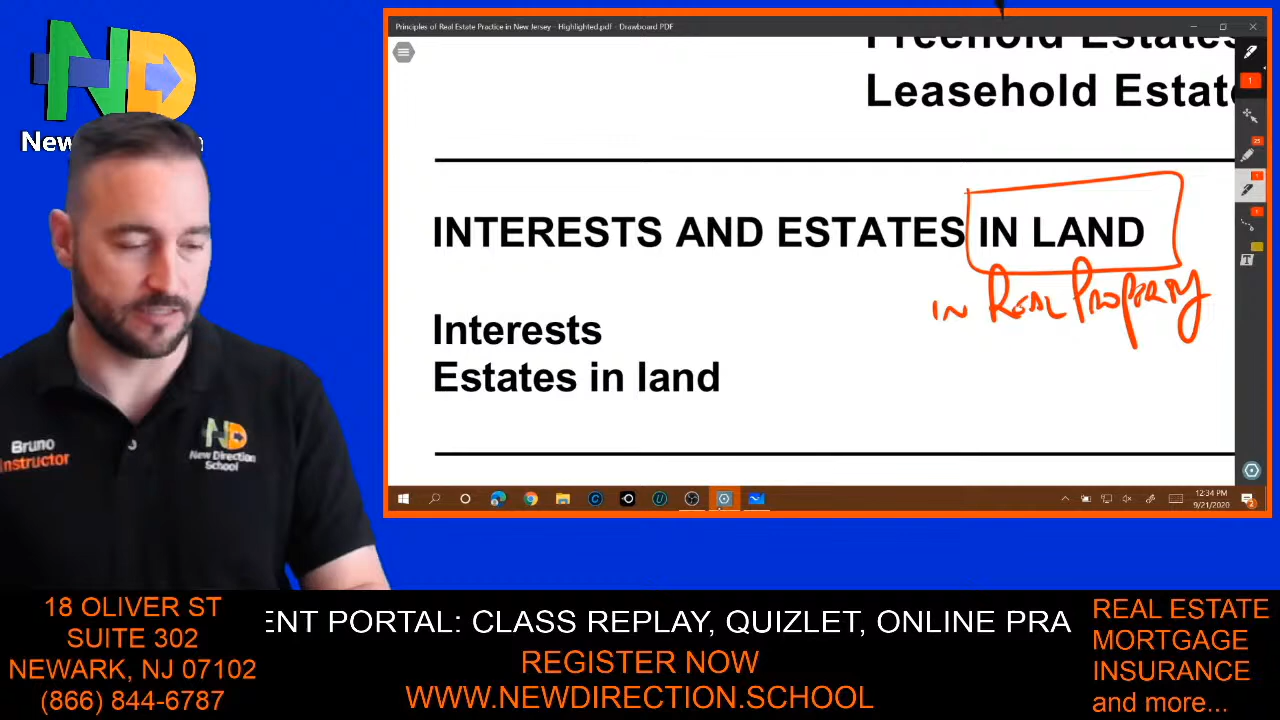 ND
New
Bruno
Instructor
ND
New Direction
School
Principles of Real Estate Practice in New Jersey - Highlighted.pdf - Drawboard PDF
Freehold Estates
Leasehold Estate
INTERESTS AND ESTATES IN LAND
IN REAL PROPERTY
Interests
Estates in land
12:34 PM
9/21/2020
18 OLIVER ST
SUITE 302
NEWARK, NJ 07102
(866) 844-6787
ENT PORTAL: CLASS REPLAY, QUIZLET, ONLINE PRA
REGISTER NOW
WWW.NEWDIRECTION.SCHOOL
REAL ESTATE
MORTGAGE
INSURANCE
and more...